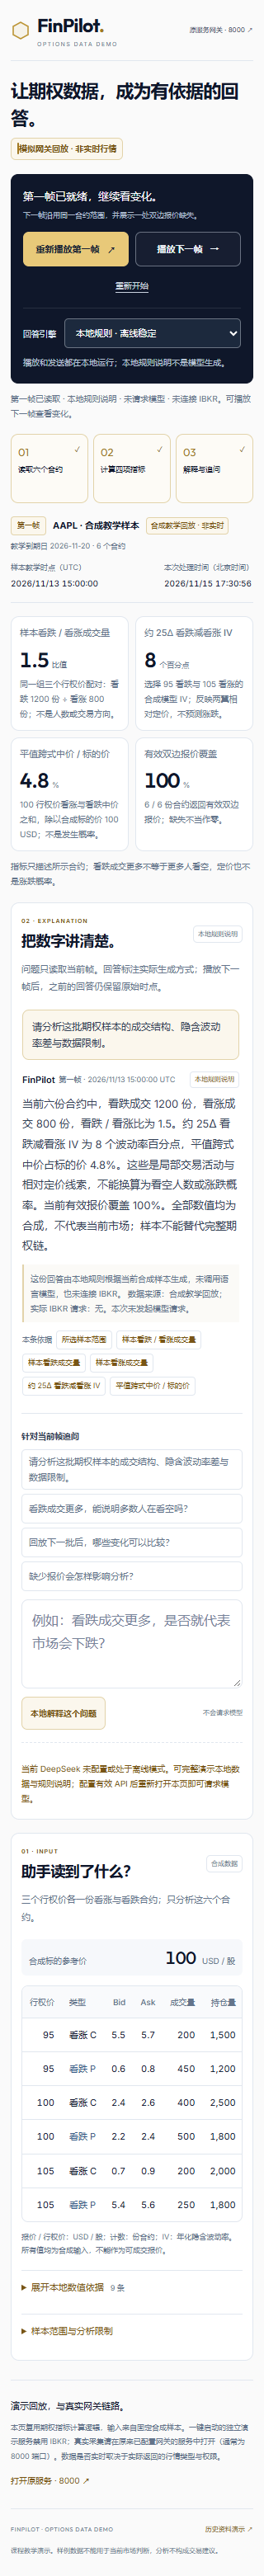 FinPilot.
OPTIONS DATA DEMO
原服务网关 · 8000 ↗
让期权数据，成为有依据的回
答。
模拟网关回放 · 非实时行情
第一帧已就绪，继续看变化。
下一帧沿用同一合约范围，并展示一处双边报价缺失。
重新播放第一帧 ↗
播放下一帧 →
重新开始
回答引擎
本地规则 · 离线稳定
播放和发送都在本地运行；本地规则说明不是模型生成。
第一帧已读取 · 本地规则说明 · 未请求模型 · 未连接 IBKR。可播放
下一帧查看变化。
01 ✓
读取六个合约
02 ✓
计算四项指标
03 ✓
解释与追问
第一帧
AAPL · 合成教学样本
合成教学回放 · 非实时
教学到期日 2026-11-20 · 6 个合约
样本教学时点（UTC）
2026/11/13 15:00:00
本次处理时间（北京时间）
2026/11/15 17:30:56
样本看跌 / 看涨成交量
1.5 比值
同一组三个行权价配对：看
跌 1200 份 ÷ 看涨 800
份；不是人数或交易方向。
约 25Δ 看跌减看涨 IV
8 个百分点
选择 95 看跌与 105 看涨的
合成模型 IV；反映两翼相
对定价，不预测涨跌。
平值跨式中价 / 标的价
4.8 %
100 行权价看涨与看跌中价
之和，除以合成标的价 100
USD；不是发生概率。
有效双边报价覆盖
100 %
6 / 6 份合约返回有效双边
报价；缺失不当作零。
指标只描述所示合约；看跌成交更多不等于更多人看空，定价也不
是涨跌概率。
02 · EXPLANATION
把数字讲清楚。
本地规则说明
问题只读取当前帧。回答标注实际生成方式；播放下一
帧后，之前的回答仍保留原始时点。
请分析这批期权样本的成交结构、隐含波动
率差与数据限制。
FinPilot 第一帧 · 2026/11/13 15:00:00 UTC
本地规则说明
当前六份合约中，看跌成交 1200 份，看涨成
交 800 份，看跌 / 看涨比为 1.5。约 25Δ 看
跌减看涨 IV 为 8 个波动率百分点，平值跨式
中价占标的价 4.8%。这些是局部交易活动与
相对定价线索，不能换算为看空人数或涨跌概
率。当前有效报价覆盖 100%。全部数值均为
合成，不代表当前市场；样本不能替代完整期
权链。
这份回答由本地规则根据当前合成样本生成，未调用语
言模型，也未连接 IBKR。 数据来源：合成教学回放；
实际 IBKR 请求：无。本次未发起模型请求。
本条依据
所选样本范围
样本看跌 / 看涨成交量
样本看跌成交量
样本看涨成交量
约 25Δ 看跌减看涨 IV
平值跨式中价 / 标的价
针对当前帧追问
请分析这批期权样本的成交结构、隐含波动率差与
数据限制。
看跌成交更多，能说明多数人在看空吗？
回放下一批后，哪些变化可以比较？
缺少报价会怎样影响分析？
例如：看跌成交更多，是否就代表
市场会下跌？
本地解释这个问题
不会请求模型
当前 DeepSeek 未配置或处于离线模式。可完整演示本地数
据与规则说明；配置有效 API 后重新打开本页即可请求模
型。
01 · INPUT
助手读到了什么？
合成数据
三个行权价各一份看涨与看跌合约；只分析这六个合
约。
合成标的参考价 100 USD / 股
行权价 类型 Bid Ask 成交量 持仓量
95 看涨 C 5.5 5.7 200 1,500
95 看跌 P 0.6 0.8 450 1,200
100 看涨 C 2.4 2.6 400 2,500
100 看跌 P 2.2 2.4 500 1,800
105 看涨 C 0.7 0.9 200 2,000
105 看跌 P 5.4 5.6 250 1,800
报价 / 行权价：USD / 股；计数：份合约；IV：年化隐含波动率。
所有值均为合成输入，不能作为可成交报价。
▶ 展开本地数值依据 9 条
▶ 样本范围与分析限制
演示回放，与真实网关链路。
本页复用期权指标计算逻辑，输入来自固定合成样本。一键启动的独立演
示服务禁用 IBKR；真实采集请在原来已配置网关的服务中打开（通常为
8000 端口）。数据是否实时取决于实际返回的行情类型与权限。
打开原服务 · 8000 ↗
FINPILOT · OPTIONS DATA DEMO
历史资料演示 ↗
课程教学演示。样例数据不能用于当前市场判断，分析不构成交易建议。